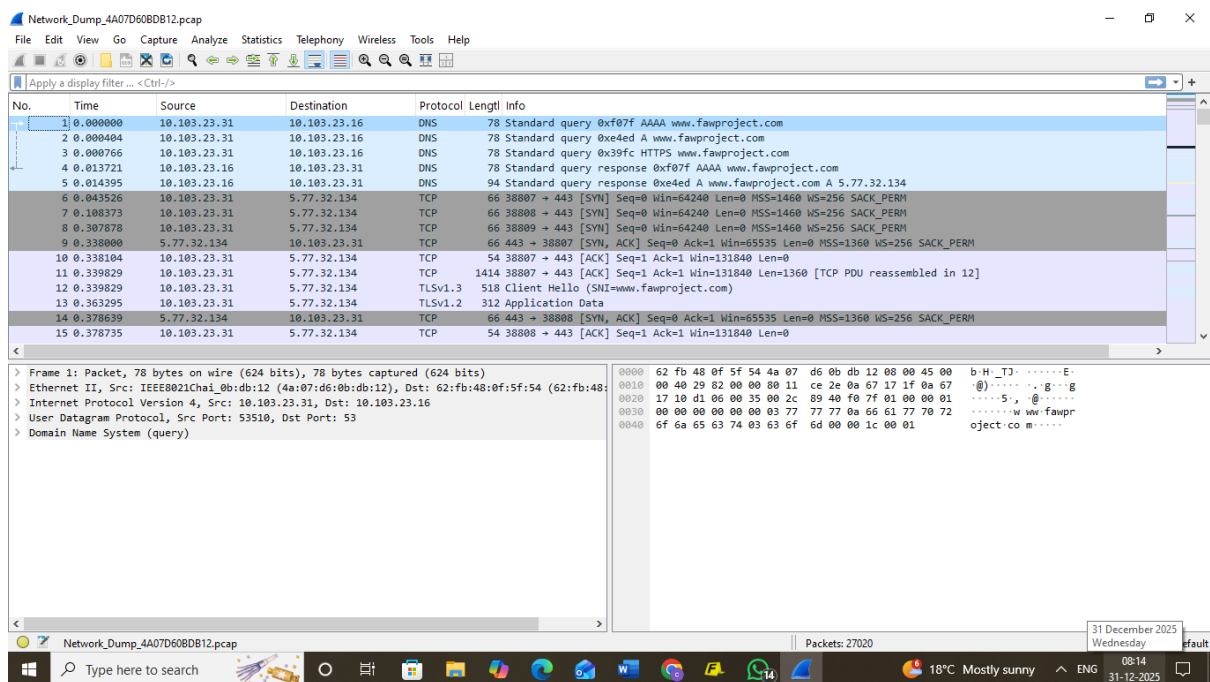 Network_Dump_4A07D60BDB12.pcap
File Edit View Go Capture Analyze Statistics Telephony Wireless Tools Help
Apply a display filter ... <Ctrl-/>
No. Time Source Destination Protocol Lengtl Info
1 0.000000 10.103.23.31 10.103.23.16 DNS 78 Standard query 0xf07f AAAA www.fawproject.com
2 0.000404 10.103.23.31 10.103.23.16 DNS 78 Standard query 0xe4ed A www.fawproject.com
3 0.000766 10.103.23.31 10.103.23.16 DNS 78 Standard query 0x39fc HTTPS www.fawproject.com
4 0.013721 10.103.23.16 10.103.23.31 DNS 78 Standard query response 0xf07f AAAA www.fawproject.com
5 0.014395 10.103.23.16 10.103.23.31 DNS 94 Standard query response 0xe4ed A www.fawproject.com A 5.77.32.134
6 0.043526 10.103.23.31 5.77.32.134 TCP 66 38807 → 443 [SYN] Seq=0 Win=64240 Len=0 MSS=1460 WS=256 SACK_PERM
7 0.108373 10.103.23.31 5.77.32.134 TCP 66 38808 → 443 [SYN] Seq=0 Win=64240 Len=0 MSS=1460 WS=256 SACK_PERM
8 0.307878 10.103.23.31 5.77.32.134 TCP 66 38809 → 443 [SYN] Seq=0 Win=64240 Len=0 MSS=1460 WS=256 SACK_PERM
9 0.338000 5.77.32.134 10.103.23.31 TCP 66 443 → 38807 [SYN, ACK] Seq=0 Ack=1 Win=65535 Len=0 MSS=1360 WS=256 SACK_PERM
10 0.338104 10.103.23.31 5.77.32.134 TCP 54 38807 → 443 [ACK] Seq=1 Ack=1 Win=131840 Len=0
11 0.339829 10.103.23.31 5.77.32.134 TCP 1414 38807 → 443 [ACK] Seq=1 Ack=1 Win=131840 Len=1360 [TCP PDU reassembled in 12]
12 0.339829 10.103.23.31 5.77.32.134 TLSv1.3 518 Client Hello (SNI=www.fawproject.com)
13 0.363295 10.103.23.31 5.77.32.134 TLSv1.2 312 Application Data
14 0.378639 5.77.32.134 10.103.23.31 TCP 66 443 → 38808 [SYN, ACK] Seq=0 Ack=1 Win=65535 Len=0 MSS=1360 WS=256 SACK_PERM
15 0.378735 10.103.23.31 5.77.32.134 TCP 54 38808 → 443 [ACK] Seq=1 Ack=1 Win=131840 Len=0
Frame 1: Packet, 78 bytes on wire (624 bits), 78 bytes captured (624 bits)
Ethernet II, Src: IEEE8021Chai_0b:db:12 (4a:07:d6:0b:db:12), Dst: 62:fb:48:0f:5f:54 (62:fb:48:
Internet Protocol Version 4, Src: 10.103.23.31, Dst: 10.103.23.16
User Datagram Protocol, Src Port: 53510, Dst Port: 53
Domain Name System (query)
0000 62 fb 48 0f 5f 54 4a 07 d6 0b db 12 08 00 45 00 b·H·_TJ· ······E·
0010 00 40 29 82 00 00 80 11 ce 2e 0a 67 17 1f 0a 67 ·@)····· ·.·g···g
0020 17 10 d1 06 00 35 00 2c 89 40 f0 7f 01 00 00 01 ·····5·, ·@······
0030 00 00 00 00 00 00 03 77 77 77 0a 66 61 77 70 72 ·······w ww·fawpr
0040 6f 6a 65 63 74 03 63 6f 6d 00 00 1c 00 01 oject·co m·····
Network_Dump_4A07D60BDB12.pcap Packets: 27020 efault
31 December 2025
Wednesday
Type here to search 14 6 18°C Mostly sunny ENG 08:14
31-12-2025